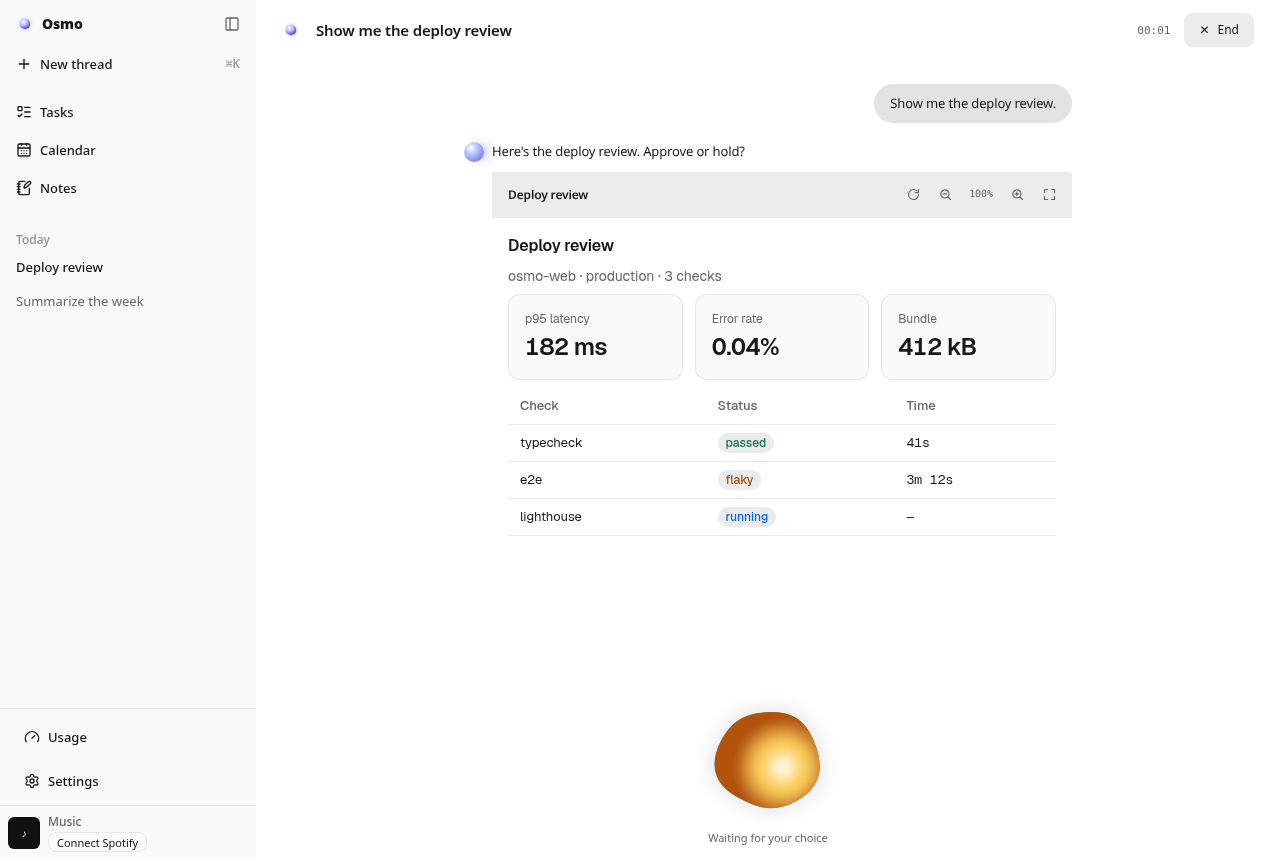 Osmo
New thread ⌘K
Tasks
Calendar
Notes
Today
Deploy review
Summarize the week
Usage
Settings
Music
Connect Spotify
Show me the deploy review
00:01
End
Show me the deploy review.
Here's the deploy review. Approve or hold?
Deploy review
100%
Deploy review
osmo-web · production · 3 checks
p95 latency
182 ms
Error rate
0.04%
Bundle
412 kB
Check Status Time
typecheck passed 41s
e2e flaky 3m 12s
lighthouse running —
Waiting for your choice